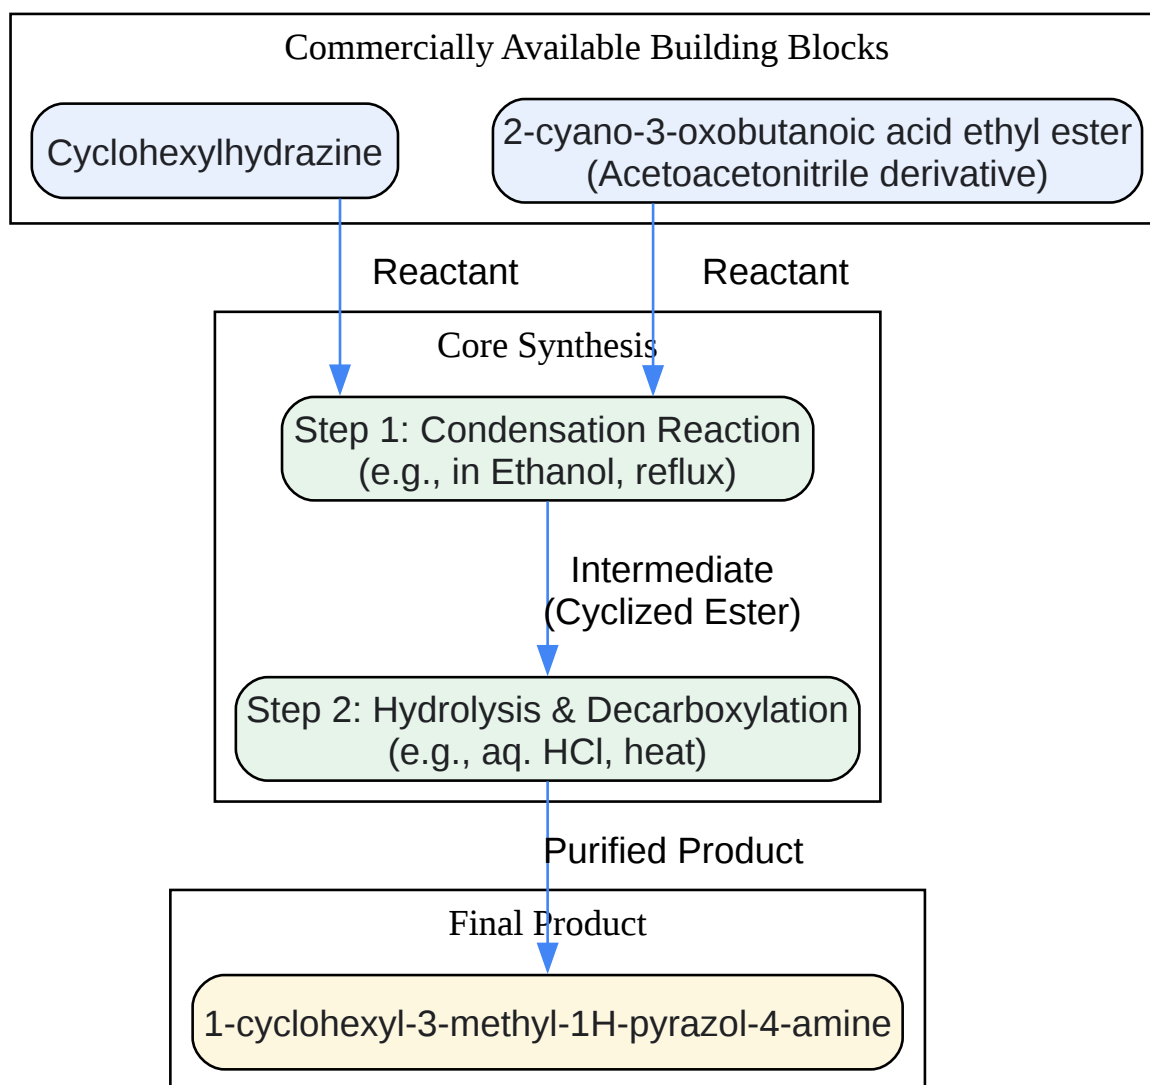 Commercially Available Building Blocks
Cyclohexylhydrazine
2-cyano-3-oxobutanoic acid ethyl ester
(Acetoacetonitrile derivative)
Reactant
Reactant
Core Synthesis
Step 1: Condensation Reaction
(e.g., in Ethanol, reflux)
Intermediate
(Cyclized Ester)
Step 2: Hydrolysis & Decarboxylation
(e.g., aq. HCl, heat)
Purified Product
Final Product
1-cyclohexyl-3-methyl-1H-pyrazol-4-amine